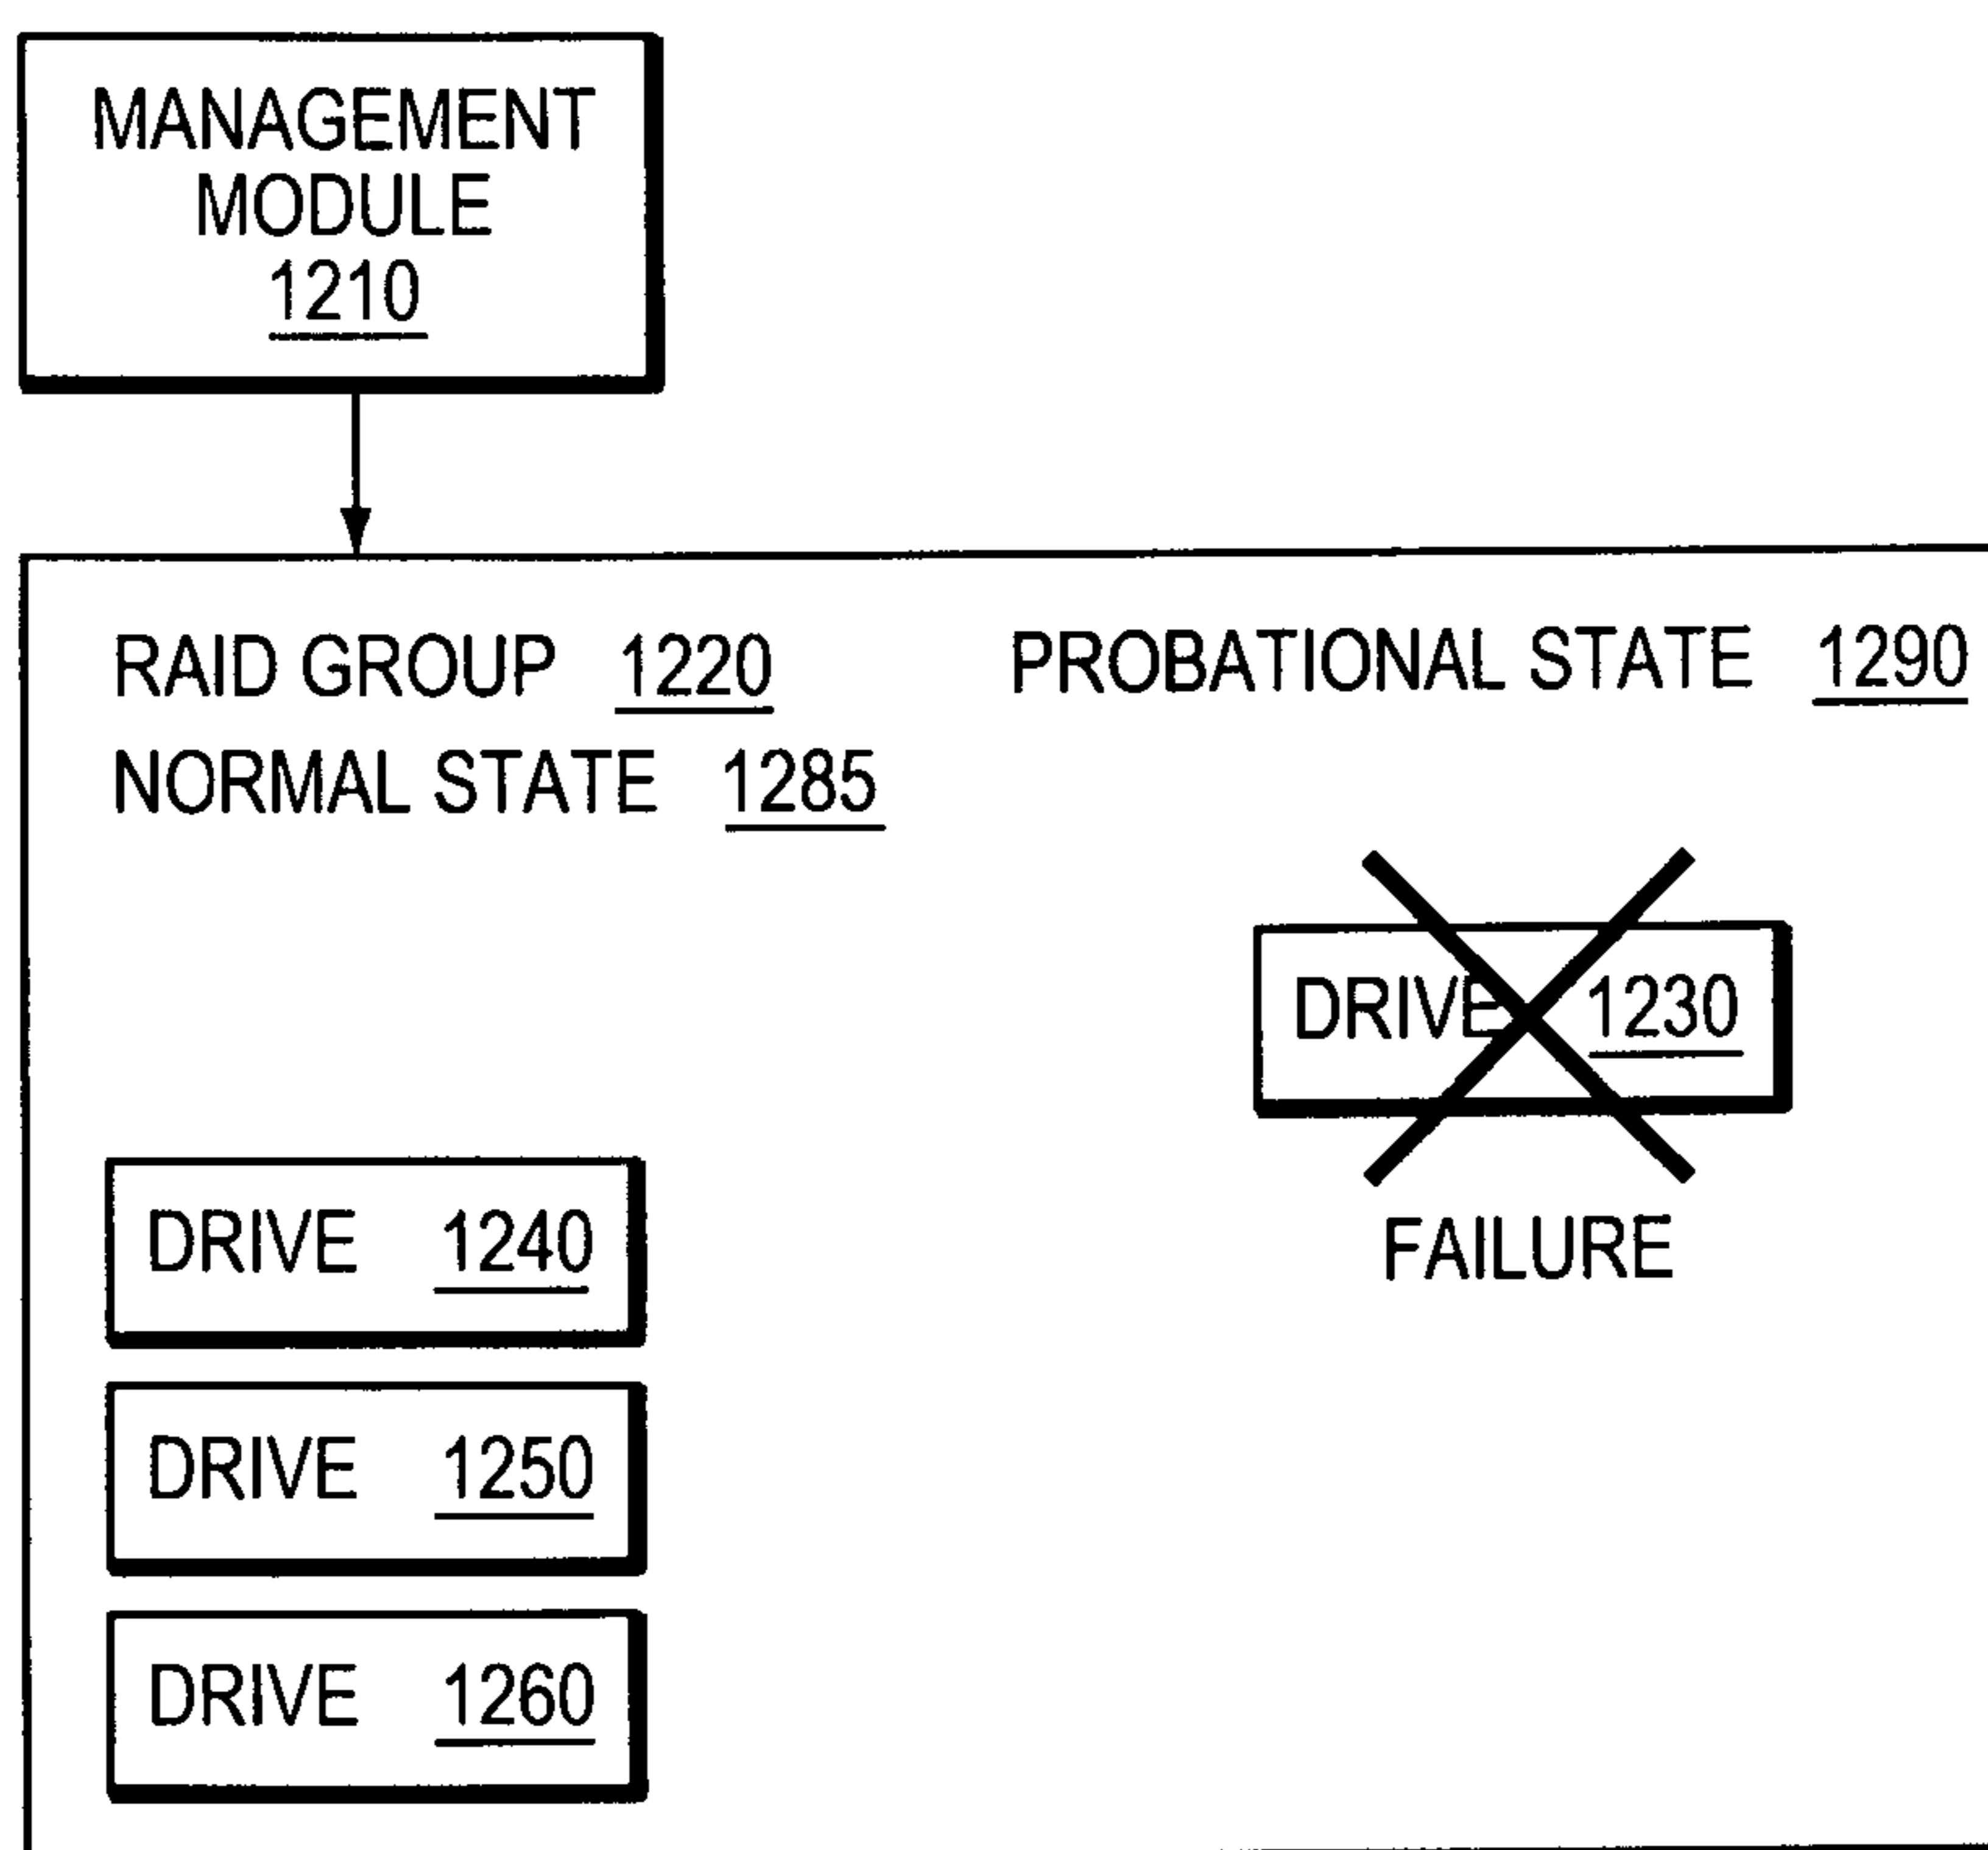 MANAGEMENT
MODULE
1210
RAID GROUP 1220
NORMAL STATE 1285
PROBATIONAL STATE 1290
DRIVE 1230
FAILURE
DRIVE 1240
DRIVE 1250
DRIVE 1260